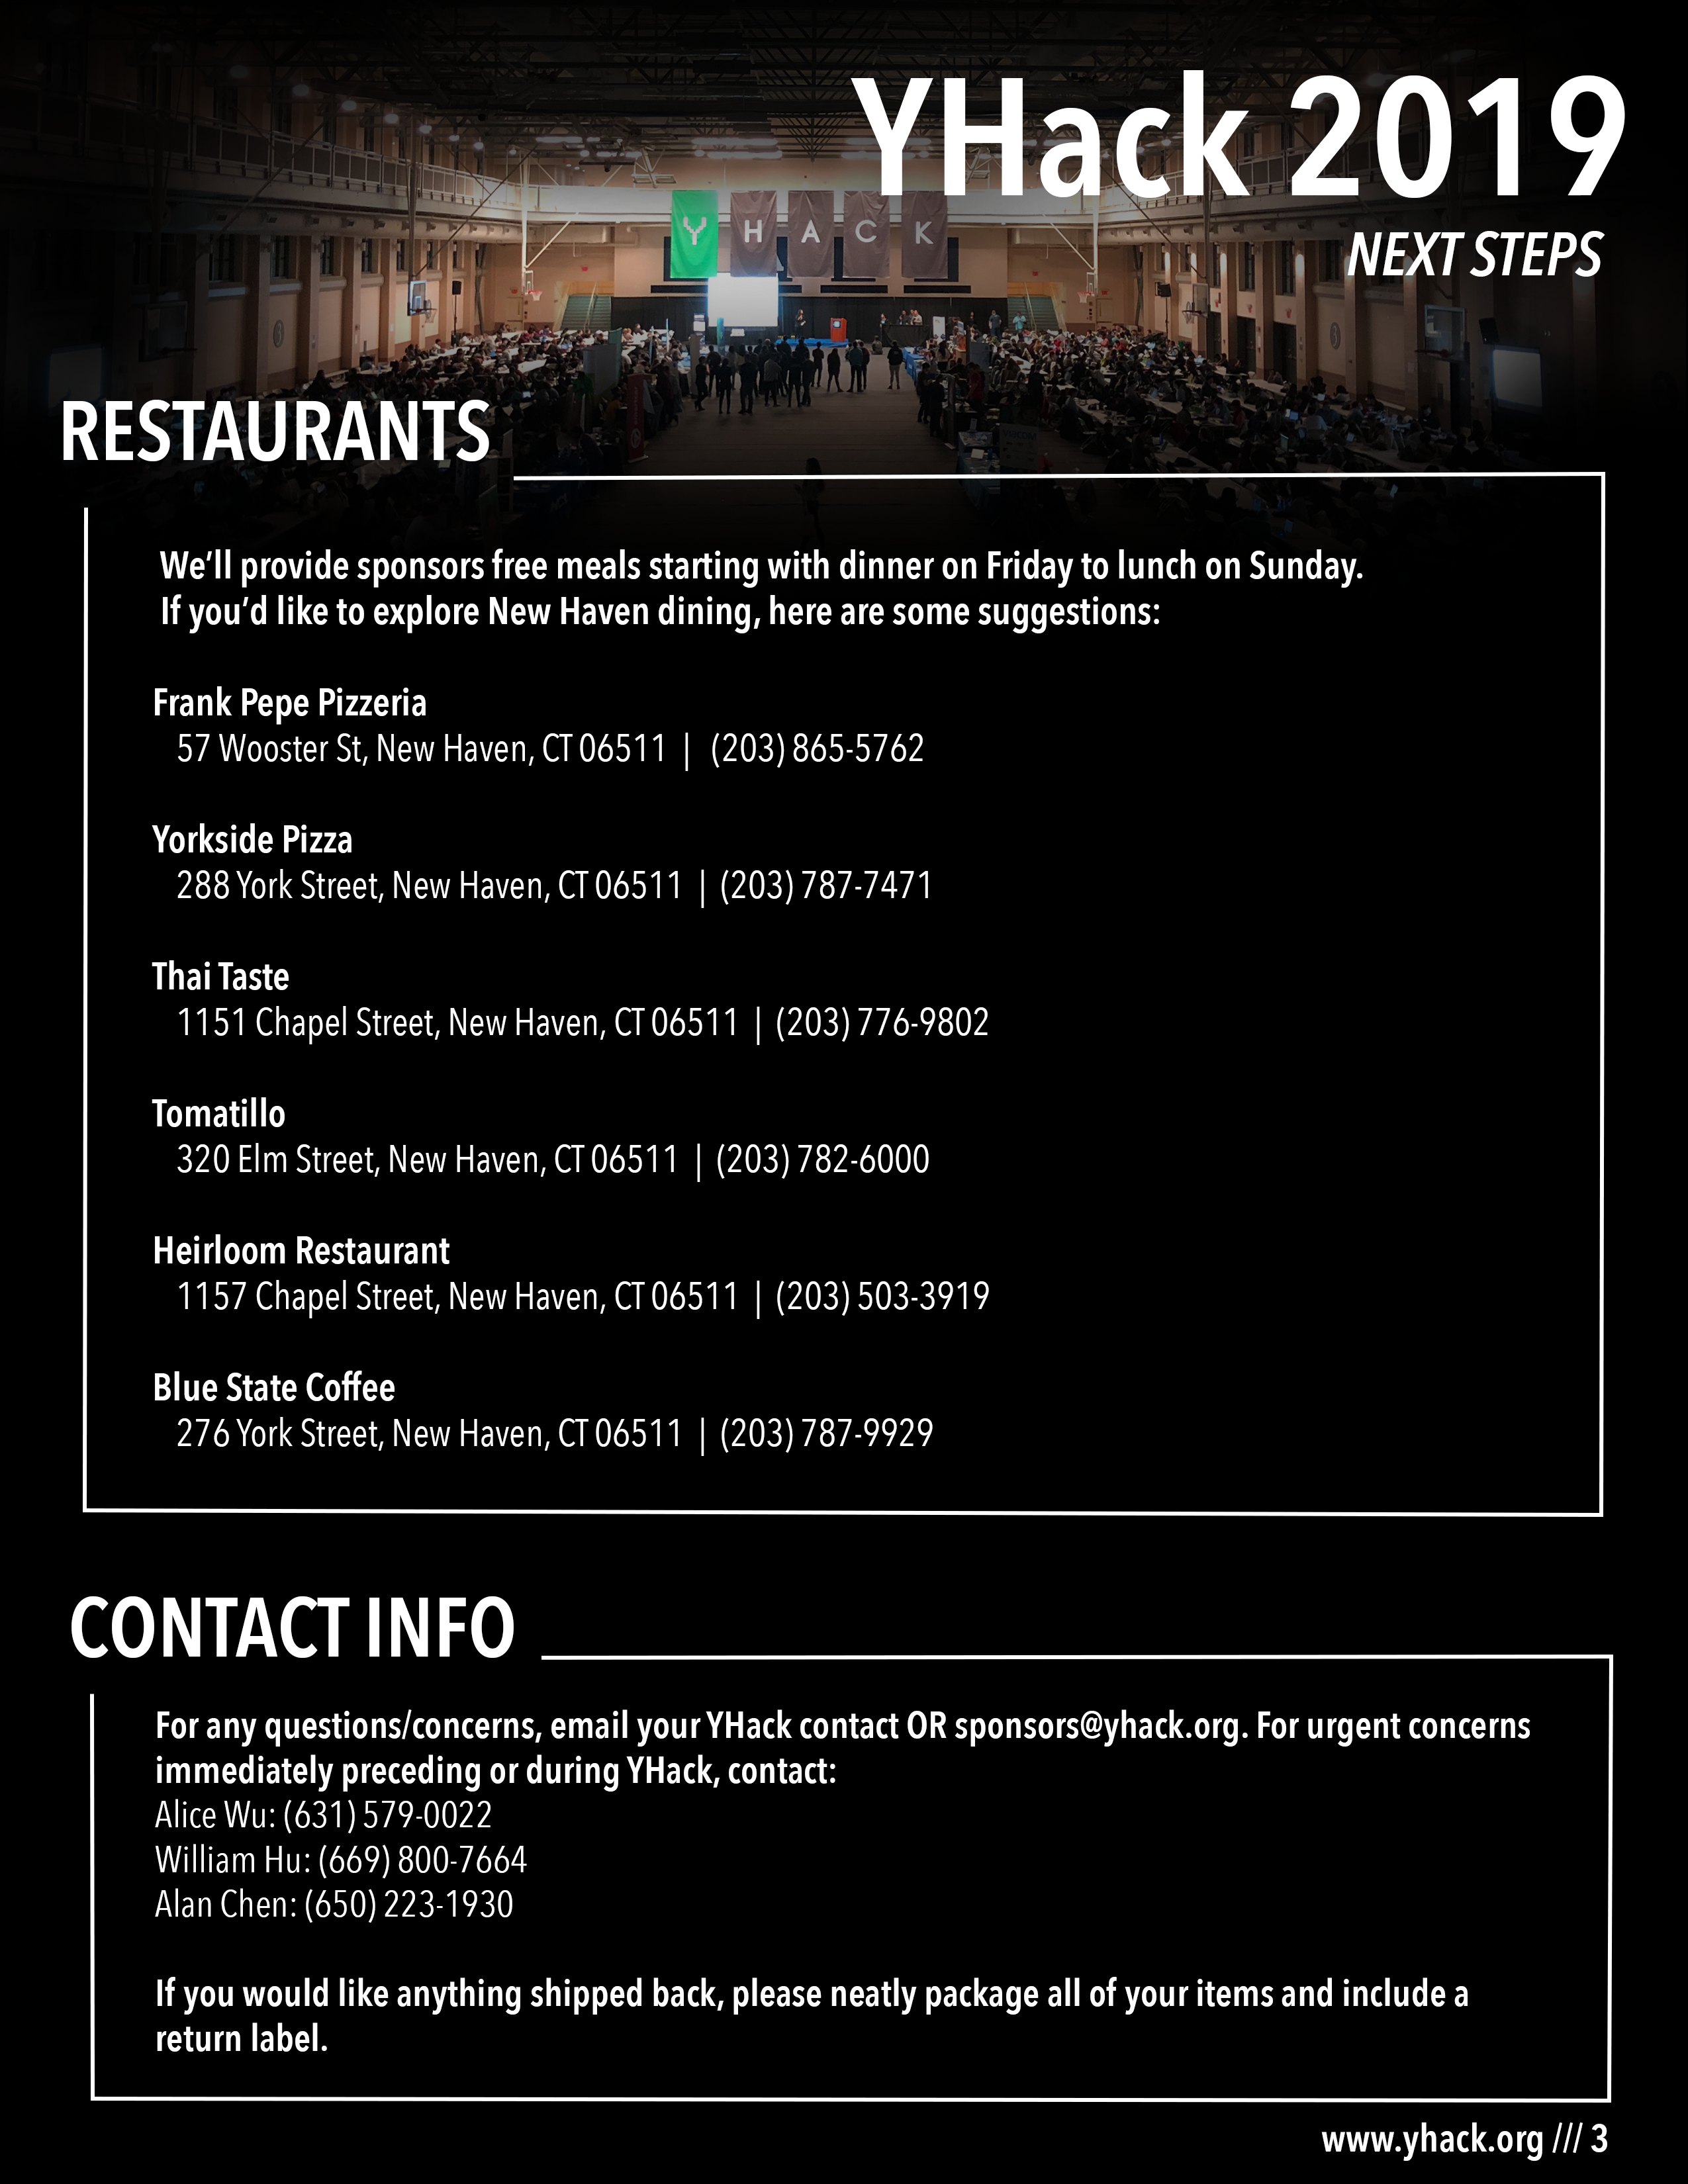 YHack 2019
Y H A C K
NEXT STEPS
RESTAURANTS
We’ll provide sponsors free meals starting with dinner on Friday to lunch on Sunday.
If you’d like to explore New Haven dining, here are some suggestions:
Frank Pepe Pizzeria
57 Wooster St, New Haven, CT 06511 | (203) 865-5762
Yorkside Pizza
288 York Street, New Haven, CT 06511 | (203) 787-7471
Thai Taste
1151 Chapel Street, New Haven, CT 06511 | (203) 776-9802
Tomatillo
320 Elm Street, New Haven, CT 06511 | (203) 782-6000
Heirloom Restaurant
1157 Chapel Street, New Haven, CT 06511 | (203) 503-3919
Blue State Coffee
276 York Street, New Haven, CT 06511 | (203) 787-9929
CONTACT INFO
For any questions/concerns, email your YHack contact OR sponsors@yhack.org. For urgent concerns
immediately preceding or during YHack, contact:
Alice Wu: (631) 579-0022
William Hu: (669) 800-7664
Alan Chen: (650) 223-1930
If you would like anything shipped back, please neatly package all of your items and include a
return label.
www.yhack.org /// 3